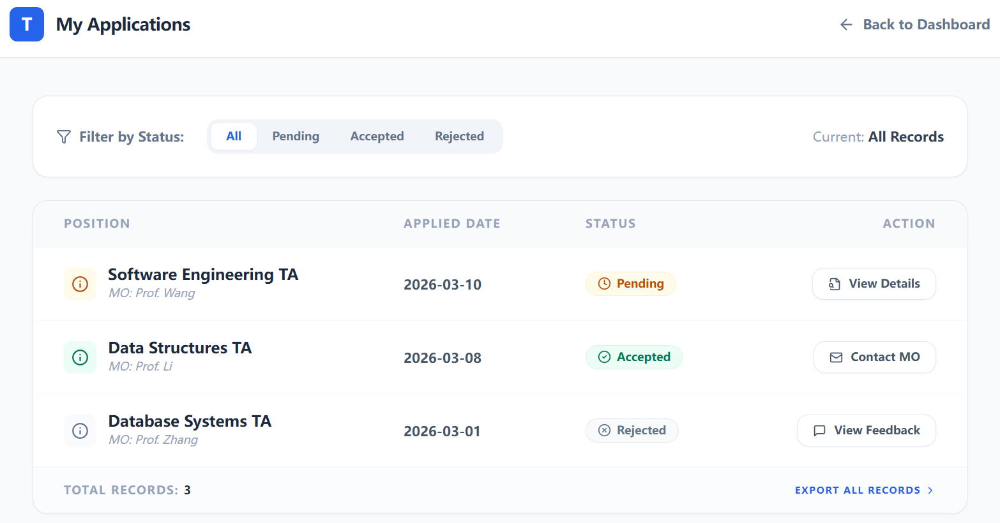 T
My Applications
Back to Dashboard
Filter by Status:
All
Pending
Accepted
Rejected
Current: All Records
POSITION
APPLIED DATE
STATUS
ACTION
Software Engineering TA
MO: Prof. Wang
2026-03-10
Pending
View Details
Data Structures TA
MO: Prof. Li
2026-03-08
Accepted
Contact MO
Database Systems TA
MO: Prof. Zhang
2026-03-01
Rejected
View Feedback
TOTAL RECORDS: 3
EXPORT ALL RECORDS